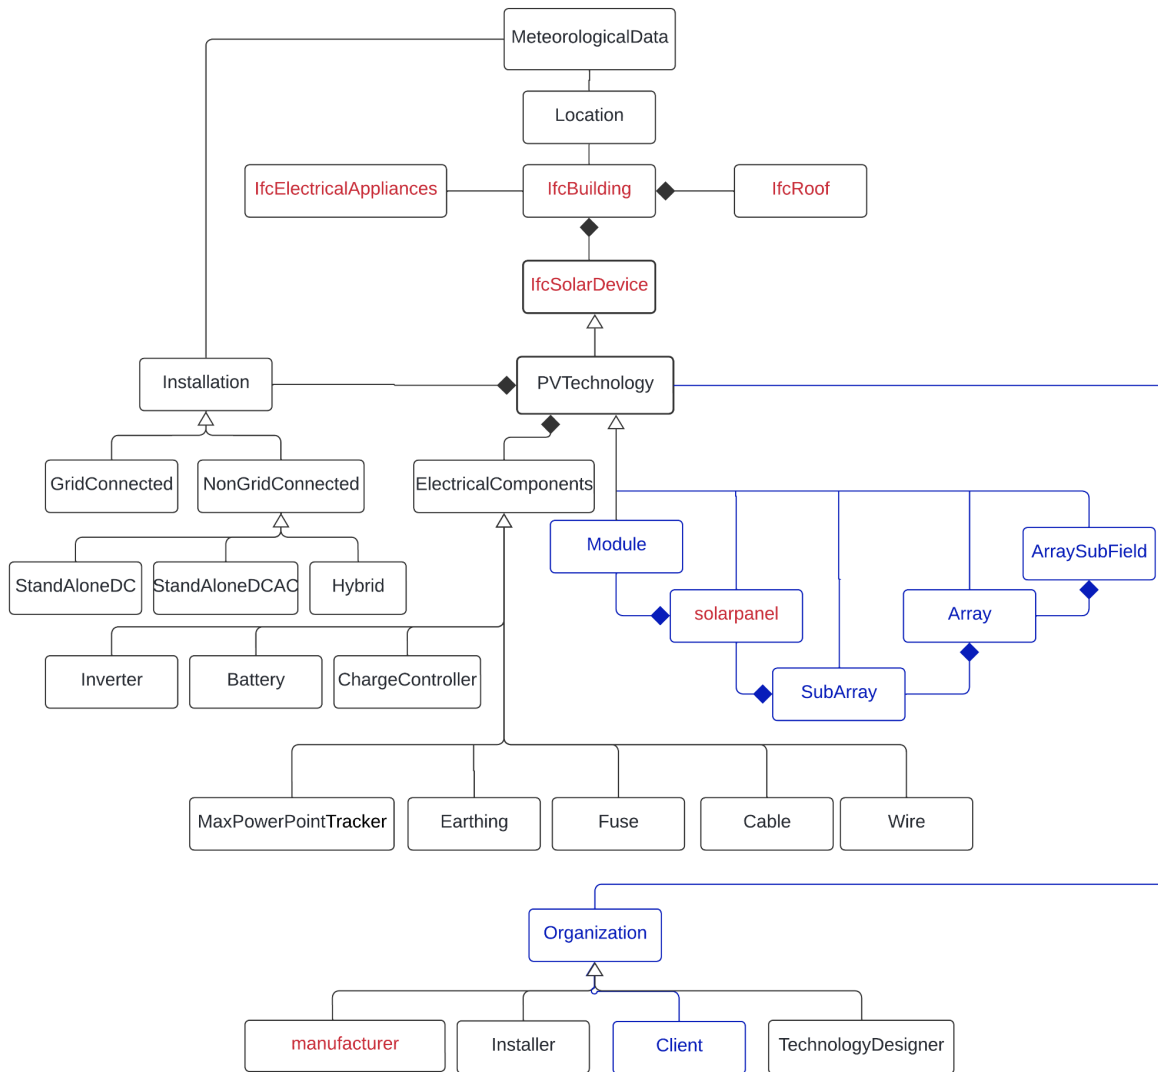 MeteorologicalData
Location
IfcElectricalAppliances
IfcBuilding
IfcRoof
IfcSolarDevice
Installation
PVTechnology
GridConnected
NonGridConnected
ElectricalComponents
Module
ArraySubField
StandAloneDC
StandAloneDCAC
Hybrid
solarpanel
Array
Inverter
Battery
ChargeController
SubArray
MaxPowerPointTracker
Earthing
Fuse
Cable
Wire
Organization
manufacturer
Installer
Client
TechnologyDesigner